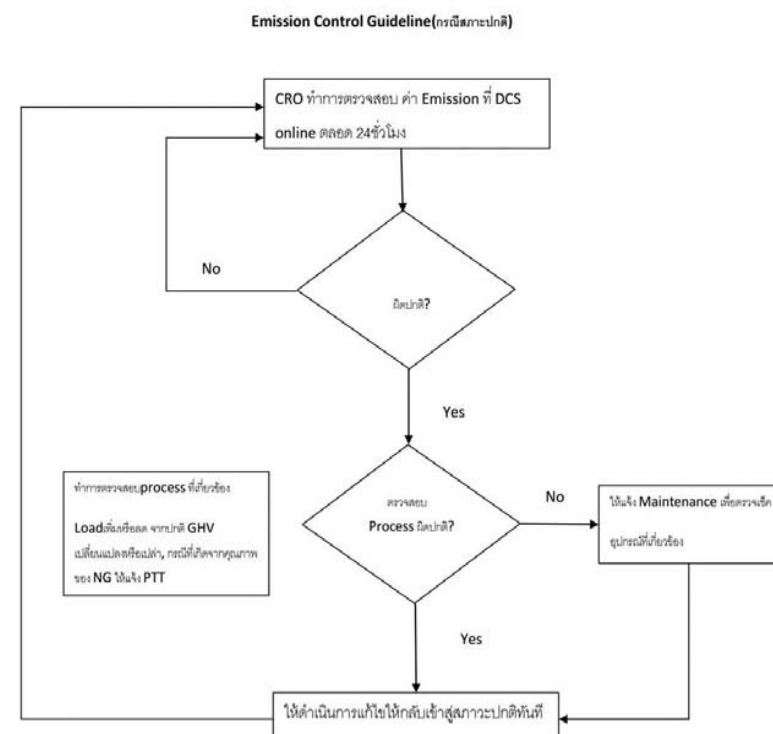 Emission Control Guideline(กรณีสภาะปกติ)
CRO ทำการตรวจสอบ ค่า Emission ที่ DCS
online ตลอด 24ชั่วโมง
No
ผิดปกติ?
Yes
ตรวจสอบ
Process ผิดปกติ?
No
ให้แจ้ง Maintenance เพื่อตรวจเช็ค
อุปกรณ์ที่เกี่ยวข้อง
ทำการตรวจสอบprocess ที่เกี่ยวข้อง
Loadเพิ่มหรือลด จากปกติ GHV
เปลี่ยนแปลงหรือเปล่า, กรณีที่เกิดจากคุณภาพ
ของ NG ให้แจ้ง PTT
Yes
ให้ดำเนินการแก้ไขให้กลับเข้าสู่สภาวะปกติทันที